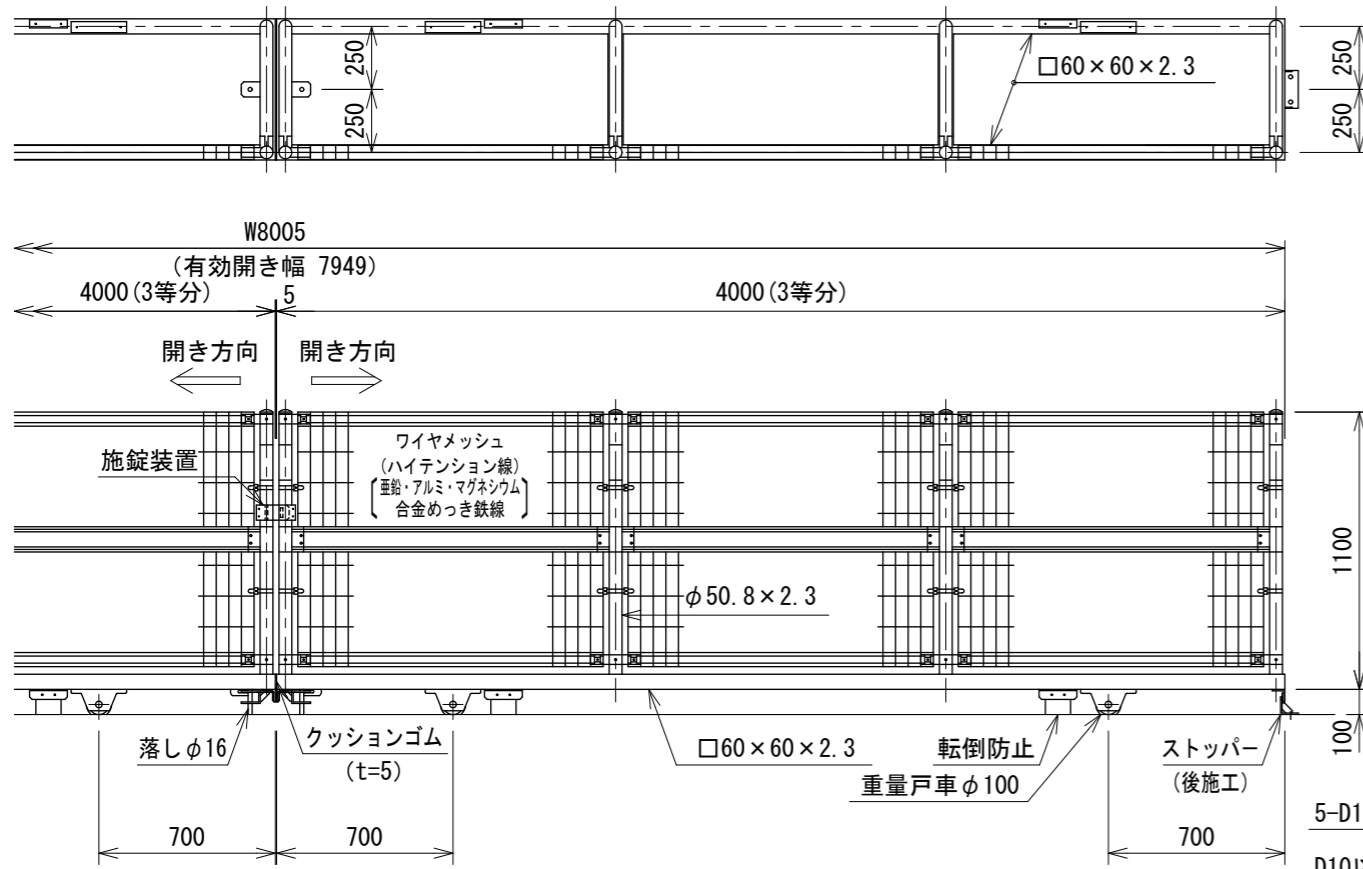 250
250
□60×60×2.3
250
250
W8005
(有効開き幅 7949)
4000(3等分)
5
4000(3等分)
開き方向
開き方向
施錠装置
ワイヤメッシュ
(ハイテンション線)
亜鉛・アルミ・マグネシウム
合金めっき鉄線
φ50.8×2.3
1100
落しφ16
クッションゴム
(t=5)
□60×60×2.3
転倒防止
重量戸車φ100
ストッパー
(後施工)
100
700
700
700
5-D1